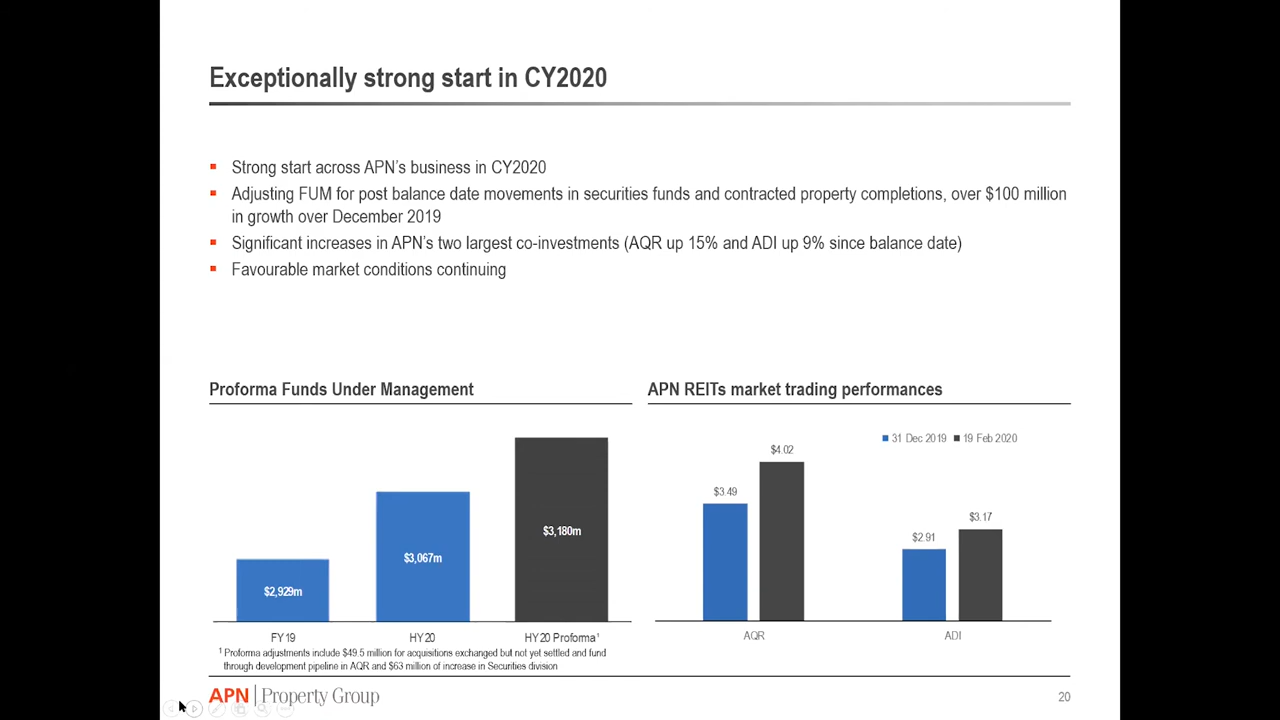 Exceptionally strong start in CY2020
Strong start across APN's business in CY2020
Adjusting FUM for post balance date movements in securities funds and contracted property completions, over $100 million
in growth over December 2019
Significant increases in APN's two largest co-investments (AQR up 15% and ADI up 9% since balance date)
Favourable market conditions continuing
Proforma Funds Under Management
$2,929m
$3,067m
$3,180m
FY19
HY20
HY20 Proforma¹
¹ Proforma adjustments include $49.5 million for acquisitions exchanged but not yet settled and fund
through development pipeline in AQR and $63 million of increase in Securities division
APN REITs market trading performances
31 Dec 2019
19 Feb 2020
$3.49
$4.02
$2.91
$3.17
AQR
ADI
APN | Property Group
20